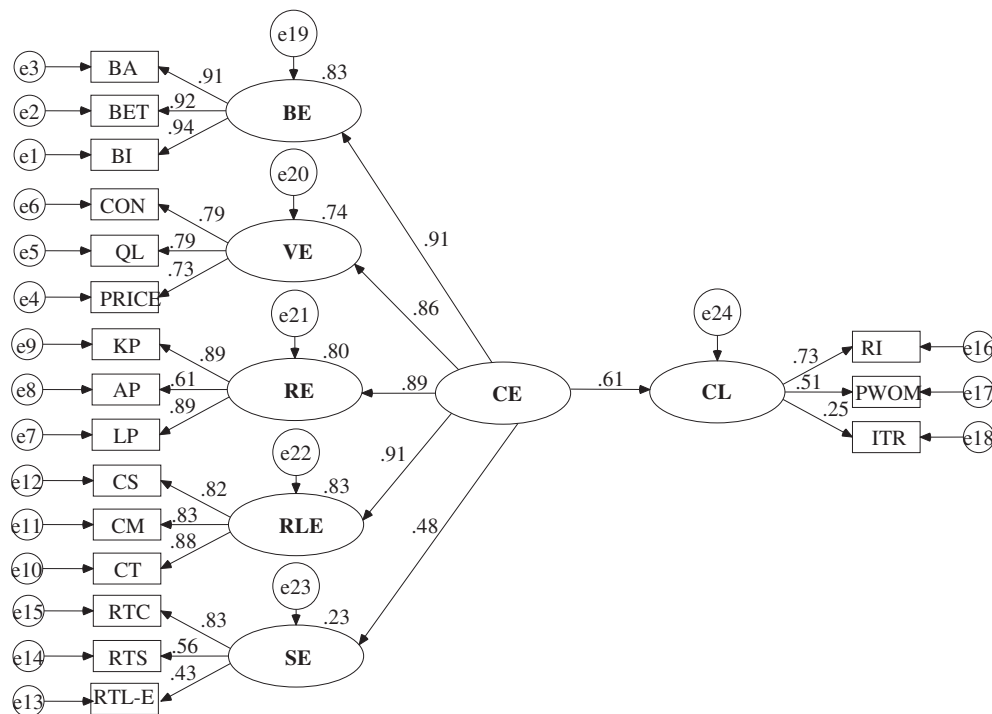 e19
e3 BA .91 .83
e2 BET .92 BE
e1 BI .94
e20
e6 CON .79 .74
e5 QL .79 VE .91
e4 PRICE .73 .86
e21 e24
e9 KP .89 .80 .73 RI e16
e8 AP .61 RE .89 CE .61 CL .51 PWOM e17
e7 LP .89 .25 ITR e18
e22 .91
e12 CS .82 .83
e11 CM .83 RLE .48
e10 CT .88
e23
e15 RTC .83 .23
e14 RTS .56 SE
e13 RTL-E .43